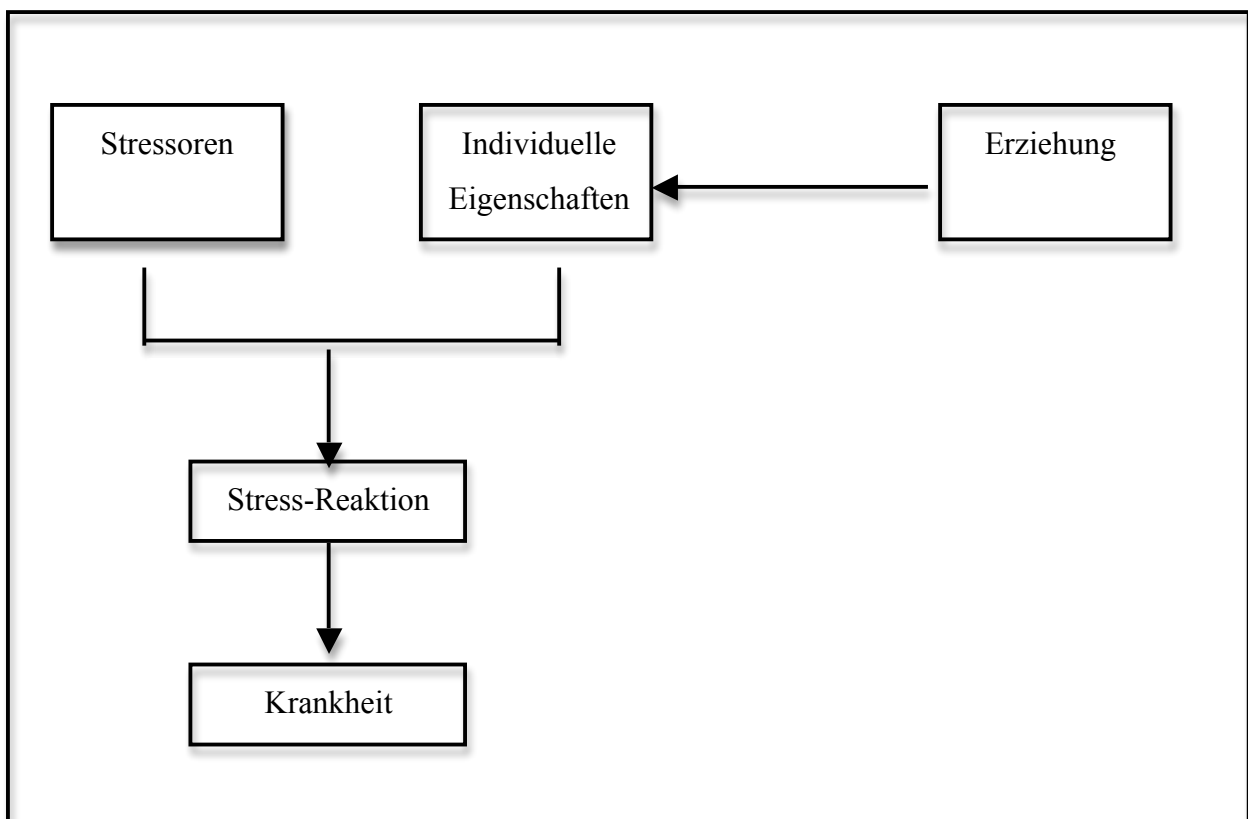 Stressoren
Individuelle
Eigenschaften
Erziehung
Stress-Reaktion
Krankheit